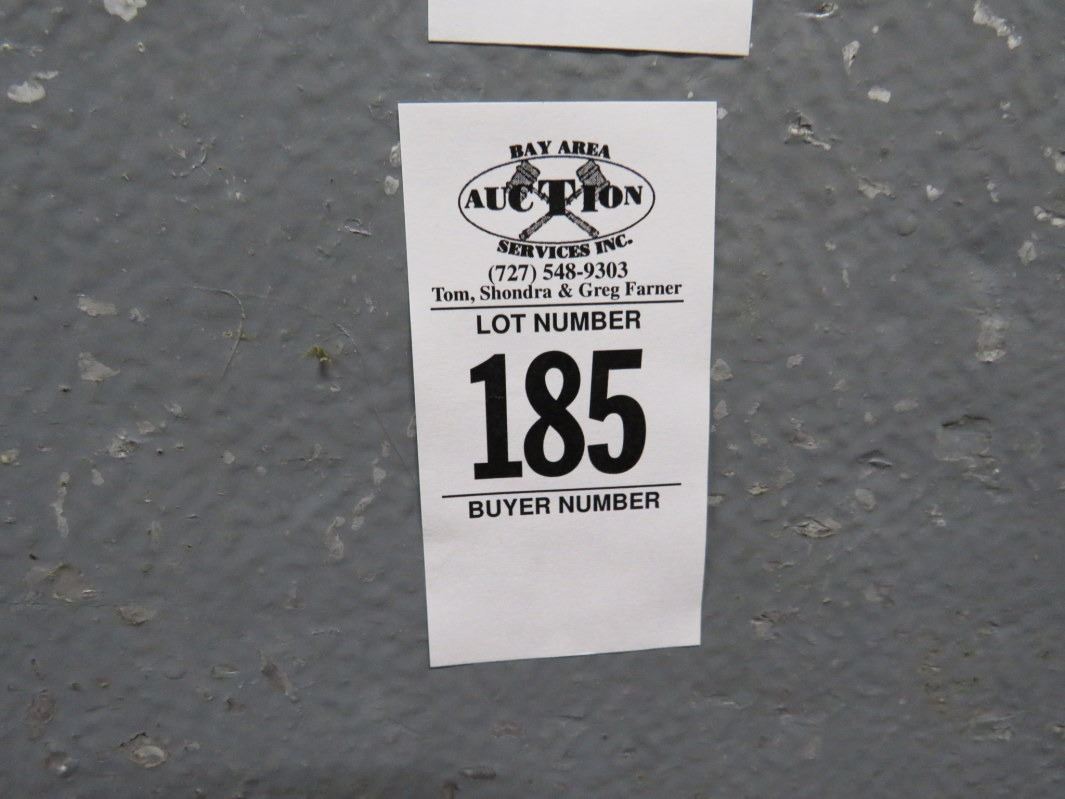 BAY AREA
AUCTION
SERVICES INC.
(727) 548-9303
Tom, Shondra & Greg Farner
LOT NUMBER
185
BUYER NUMBER